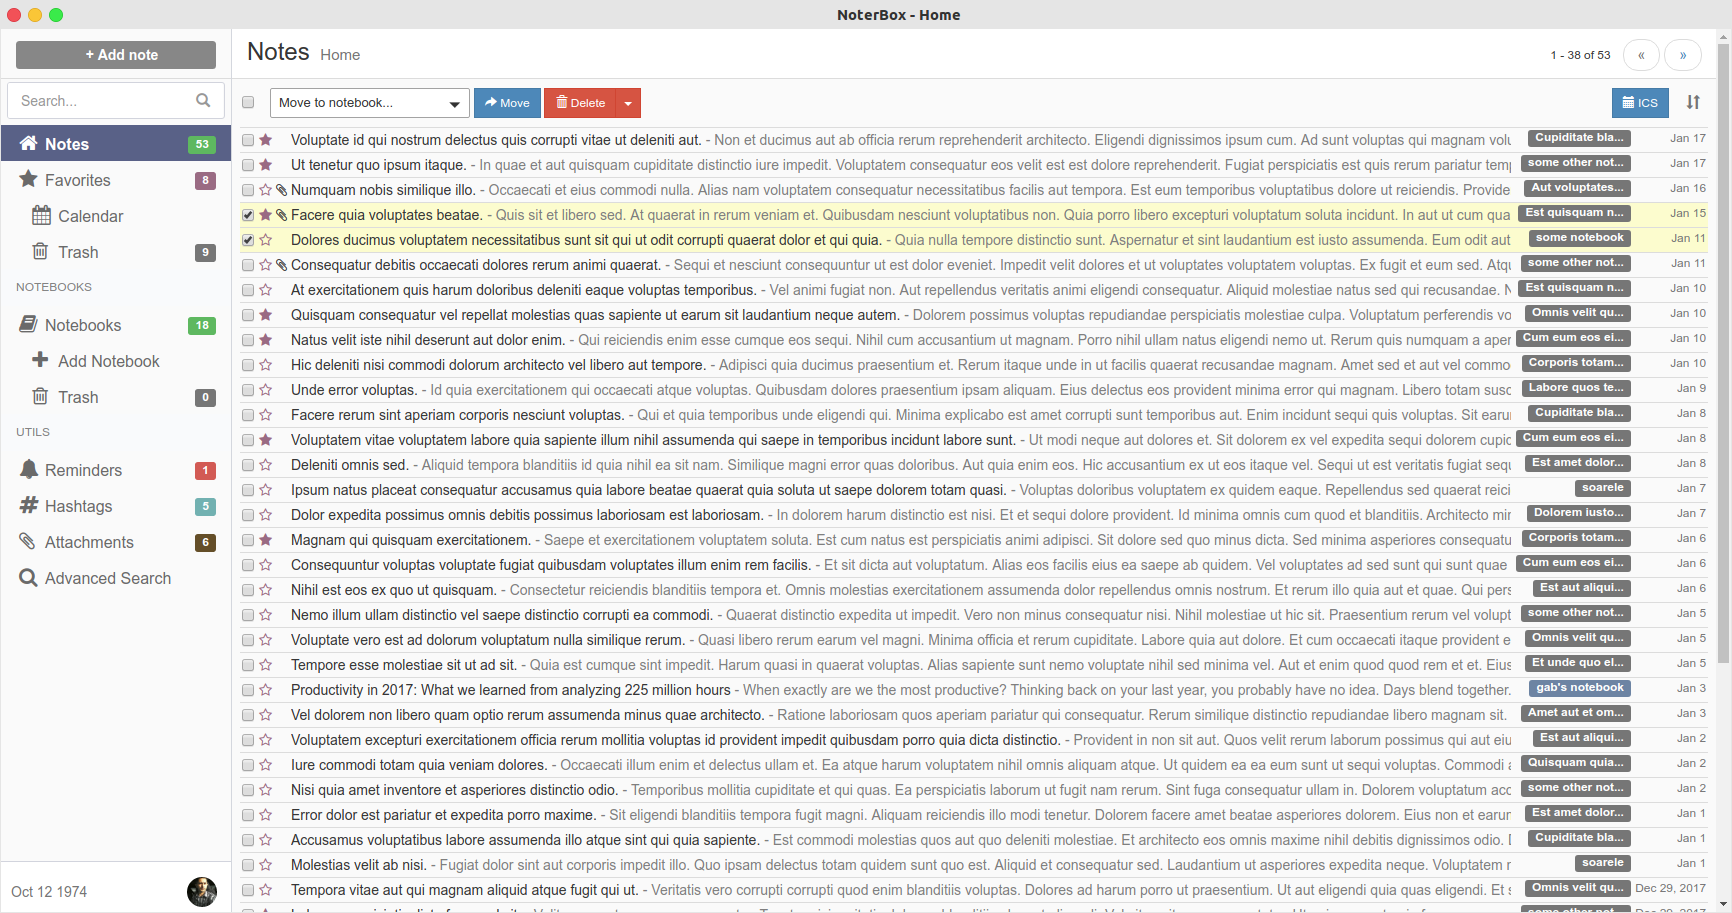 NoterBox - Home
+ Add note
Notes Home
1 - 38 of 53 « »
Search...
Move to notebook... Move Delete ICS
Notes 53
Favorites 8
Calendar
Trash 9
NOTEBOOKS
Notebooks 18
Add Notebook
Trash 0
UTILS
Reminders 1
Hashtags 5
Attachments 6
Advanced Search
Oct 12 1974
Voluptate id qui nostrum delectus quis corrupti vitae ut deleniti aut. - Non et ducimus aut ab officia rerum reprehenderit architecto. Eligendi dignissimos ipsum cum. Ad sunt voluptas qui magnam volu Cupiditate bla... Jan 17
Ut tenetur quo ipsum itaque. - In quae et aut quisquam cupiditate distinctio iure impedit. Voluptatem consequatur eos velit est est dolore reprehenderit. Fugiat perspiciatis est quis rerum pariatur tem some other not... Jan 17
Numquam nobis similique illo. - Occaecati et eius commodi nulla. Alias nam voluptatem consequatur necessitatibus facilis aut tempora. Est eum temporibus voluptatibus dolore ut reiciendis. Provide Aut voluptates... Jan 16
Facere quia voluptates beatae. - Quis sit et libero sed. At quaerat in rerum veniam et. Quibusdam nesciunt voluptatibus non. Quia porro libero excepturi voluptatum soluta incidunt. In aut ut cum qua Est quisquam n... Jan 15
Dolores ducimus voluptatem necessitatibus sunt sit qui ut odit corrupti quaerat dolor et qui quia. - Quia nulla tempore distinctio sunt. Aspernatur et sint laudantium est iusto assumenda. Eum odit aut some notebook Jan 11
Consequatur debitis occaecati dolores rerum animi quaerat. - Sequi et nesciunt consequuntur ut est dolor eveniet. Impedit velit dolores et ut voluptates voluptatem voluptas. Ex fugit et eum sed. Atqu some other not... Jan 11
At exercitationem quis harum doloribus deleniti eaque voluptas temporibus. - Vel animi fugiat non. Aut repellendus veritatis animi eligendi consequatur. Aliquid molestiae natus sed qui recusandae. N Est quisquam n... Jan 10
Quisquam consequatur vel repellat molestias quas sapiente ut earum sit laudantium neque autem. - Dolorem possimus voluptas repudiandae perspiciatis molestiae culpa. Voluptatum perferendis vo Omnis velit qu... Jan 10
Natus velit iste nihil deserunt aut dolor enim. - Qui reiciendis enim esse cumque eos sequi. Nihil cum accusantium ut magnam. Porro nihil ullam natus eligendi nemo ut. Rerum quis numquam a aper Cum eum eos ei... Jan 10
Hic deleniti nisi commodi dolorum architecto vel libero aut tempore. - Adipisci quia ducimus praesentium et. Rerum itaque unde in ut facilis quaerat recusandae magnam. Amet sed et aut vel commo Corporis totam... Jan 10
Unde error voluptas. - Id quia exercitationem qui occaecati atque voluptas. Quibusdam dolores praesentium ipsam aliquam. Eius delectus eos provident minima error qui magnam. Libero totam susc Labore quos te... Jan 9
Facere rerum sint aperiam corporis nesciunt voluptas. - Qui et quia temporibus unde eligendi qui. Minima explicabo est amet corrupti sunt temporibus aut. Enim incidunt sequi quis voluptas. Sit earu Cupiditate bla... Jan 8
Voluptatem vitae voluptatem labore quia sapiente illum nihil assumenda qui saepe in temporibus incidunt labore sunt. - Ut modi neque aut dolores et. Sit dolorem ex vel expedita sequi dolorem cupic Cum eum eos ei... Jan 8
Deleniti omnis sed. - Aliquid tempora blanditiis id quia nihil ea sit nam. Similique magni error quas doloribus. Aut quia enim eos. Hic accusantium ex ut eos itaque vel. Sequi ut est veritatis fugiat seq Est amet dolor... Jan 8
Ipsum natus placeat consequatur accusamus quia labore beatae quaerat quia soluta ut saepe dolorem totam quasi. - Voluptas doloribus voluptatem ex quidem eaque. Repellendus sed quaerat reici soarele Jan 7
Dolor expedita possimus omnis debitis possimus laboriosam est laboriosam. - In dolorem harum distinctio est nisi. Et et sequi dolore provident. Id minima omnis cum quod et blanditiis. Architecto mi Dolorem iusto... Jan 7
Magnam qui quisquam exercitationem. - Saepe et exercitationem voluptatem soluta. Est cum natus est perspiciatis animi adipisci. Sit dolore sed quo minus dicta. Sed minima asperiores consequatu Corporis totam... Jan 6
Consequuntur voluptas voluptate fugiat quibusdam voluptates illum enim rem facilis. - Et sit dicta aut voluptatum. Alias eos facilis eius ea saepe ab quidem. Vel voluptates ad sed sunt qui sunt quae Cum eum eos ei... Jan 6
Nihil est eos ex quo ut quisquam. - Consectetur reiciendis blanditiis tempora et. Omnis molestias exercitationem assumenda dolor repellendus omnis nostrum. Et rerum illo quia aut et quae. Qui pers Est aut aliqui... Jan 6
Nemo illum ullam distinctio vel saepe distinctio corrupti ea commodi. - Quaerat distinctio expedita ut impedit. Vero non minus consequatur nisi. Nihil molestiae ut hic sit. Praesentium rerum vel volupt some other not... Jan 5
Voluptate vero est ad dolorum voluptatum nulla similique rerum. - Quasi libero rerum earum vel magni. Minima officia et rerum cupiditate. Labore quia aut dolore. Et cum occaecati itaque provident e Omnis velit qu... Jan 5
Tempore esse molestiae sit ut ad sit. - Quia est cumque sint impedit. Harum quasi in quaerat voluptas. Alias sapiente sunt nemo voluptate nihil sed minima vel. Aut et enim quod quod rem et et. Eius Et unde quo el... Jan 5
Productivity in 2017: What we learned from analyzing 225 million hours - When exactly are we the most productive? Thinking back on your last year, you probably have no idea. Days blend together. gab's notebook Jan 3
Vel dolorem non libero quam optio rerum assumenda minus quae architecto. - Ratione laboriosam quos aperiam pariatur qui consequatur. Rerum similique distinctio repudiandae libero magnam sit. Amet aut et om... Jan 3
Voluptatem excepturi exercitationem officia rerum mollitia voluptas id provident impedit quibusdam porro quia dicta distinctio. - Provident in non sit aut. Quos velit rerum laborum possimus qui aut eiu Est aut aliqui... Jan 2
Iure commodi totam quia veniam dolores. - Occaecati illum enim et delectus ullam et. Ea atque harum voluptatem nihil omnis aliquam atque. Ut quidem ea ea eum sunt ut sequi voluptas. Commodi a Quisquam quia... Jan 2
Nisi quia amet inventore et asperiores distinctio odio. - Temporibus mollitia cupiditate et qui quas. Ea perspiciatis laborum ut fugit nam rerum. Sint fuga consequatur ullam in. Dolorem voluptatum acc some other not... Jan 2
Error dolor est pariatur et expedita porro maxime. - Sit eligendi blanditiis tempora fugit magni. Aliquam reiciendis illo modi tenetur. Dolorem facere amet beatae asperiores dolorem. Eius non et earur Est amet dolor... Jan 1
Accusamus voluptatibus labore assumenda illo atque sint qui quia sapiente. - Est commodi molestias quos aut quo deleniti molestiae. Et architecto eos omnis maxime nihil debitis dignissimos odio. D Cupiditate bla... Jan 1
Molestias velit ab nisi. - Fugiat dolor sint aut corporis impedit illo. Quo ipsam delectus totam quidem sunt quo est. Aliquid et consequatur sed. Laudantium ut asperiores expedita neque. Voluptatem r soarele Jan 1
Tempora vitae aut qui magnam aliquid atque fugit qui ut. - Veritatis vero corrupti corrupti quod enim blanditiis voluptas. Dolores ad harum porro ut praesentium. Ut aut eligendi quia quas eligendi. Et s Omnis velit qu... Dec 29, 2017